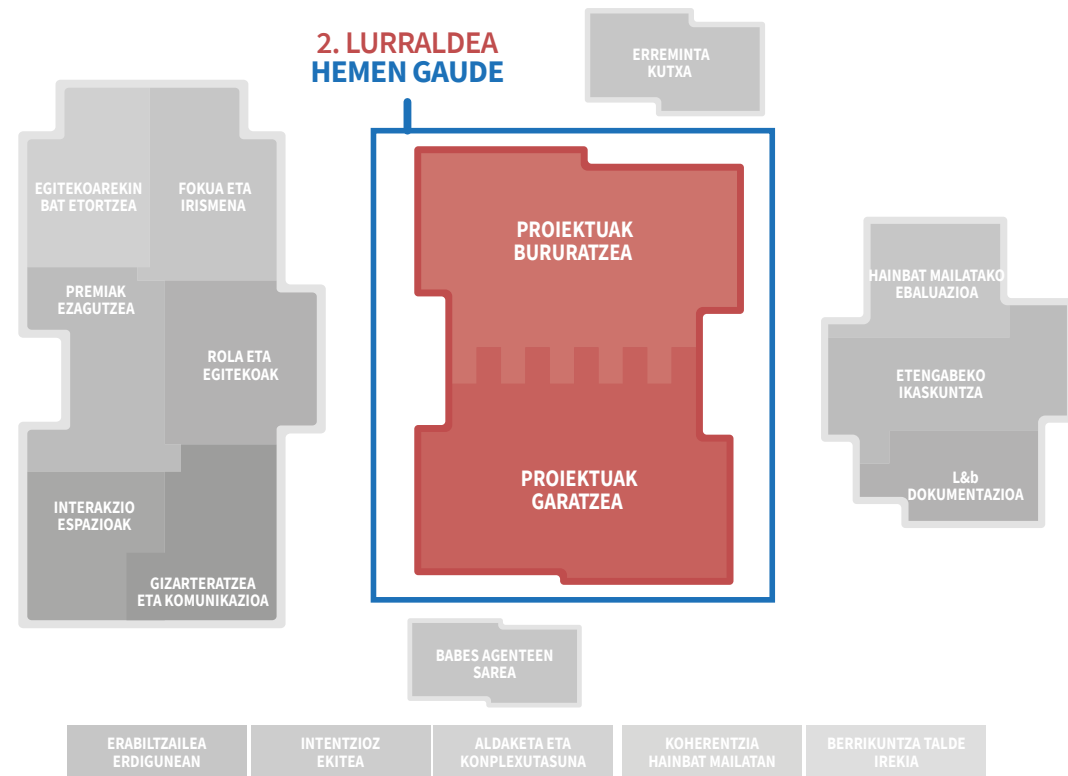 2. LURRALDEA
HEMEN GAUDE
ERREMINTA
KUTXA
EGITEKOAREKIN
BAT ETORTZEA
FOKUA ETA
IRISMENA
PREMIAK
EZAGUTZEA
ROLA ETA
EGITEKOAK
INTERAKZIO
ESPAZIOAK
GIZARTERATZEA
ETA KOMUNIKAZIOA
PROIEKTUAK
BURURATZEA
PROIEKTUAK
GARATZEA
HAINBAT MAILATAKO
EBALUAZIOA
ETENGABEKO
IKASKUNTZA
L&b
DOKUMENTAZIOA
BABES AGENTEEN
SAREA
ERABILTZAILEA
ERDIGUNEAN
INTENTZIOZ
EKITEA
ALDAKETA ETA
KONPLEXUTASUNA
KOHERENTZIA
HAINBAT MAILATAN
BERRIKUNTZA TALDE
IREKIA